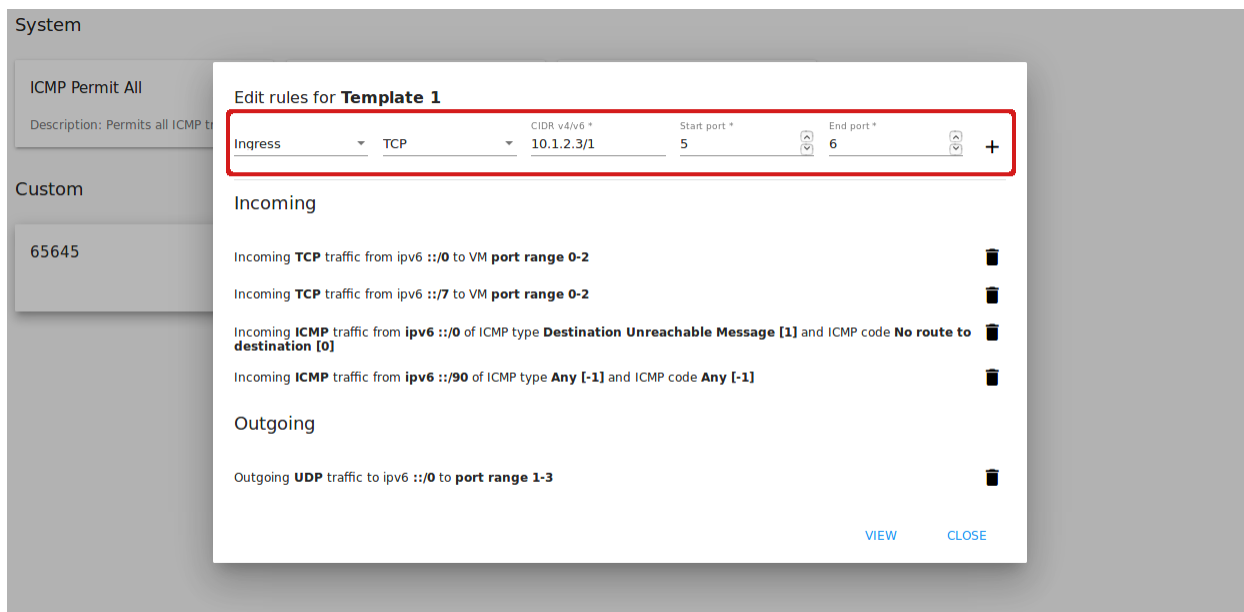 System
ICMP Permit All
Description: Permits all ICMP tr
Custom
65645
Edit rules for Template 1
CIDR v4/v6 * Start port * End port *
Ingress TCP 10.1.2.3/1 5 6 +
Incoming
Incoming TCP traffic from ipv6 ::/0 to VM port range 0-2
Incoming TCP traffic from ipv6 ::/7 to VM port range 0-2
Incoming ICMP traffic from ipv6 ::/0 of ICMP type Destination Unreachable Message [1] and ICMP code No route to
destination [0]
Incoming ICMP traffic from ipv6 ::/90 of ICMP type Any [-1] and ICMP code Any [-1]
Outgoing
Outgoing UDP traffic to ipv6 ::/0 to port range 1-3
VIEW CLOSE